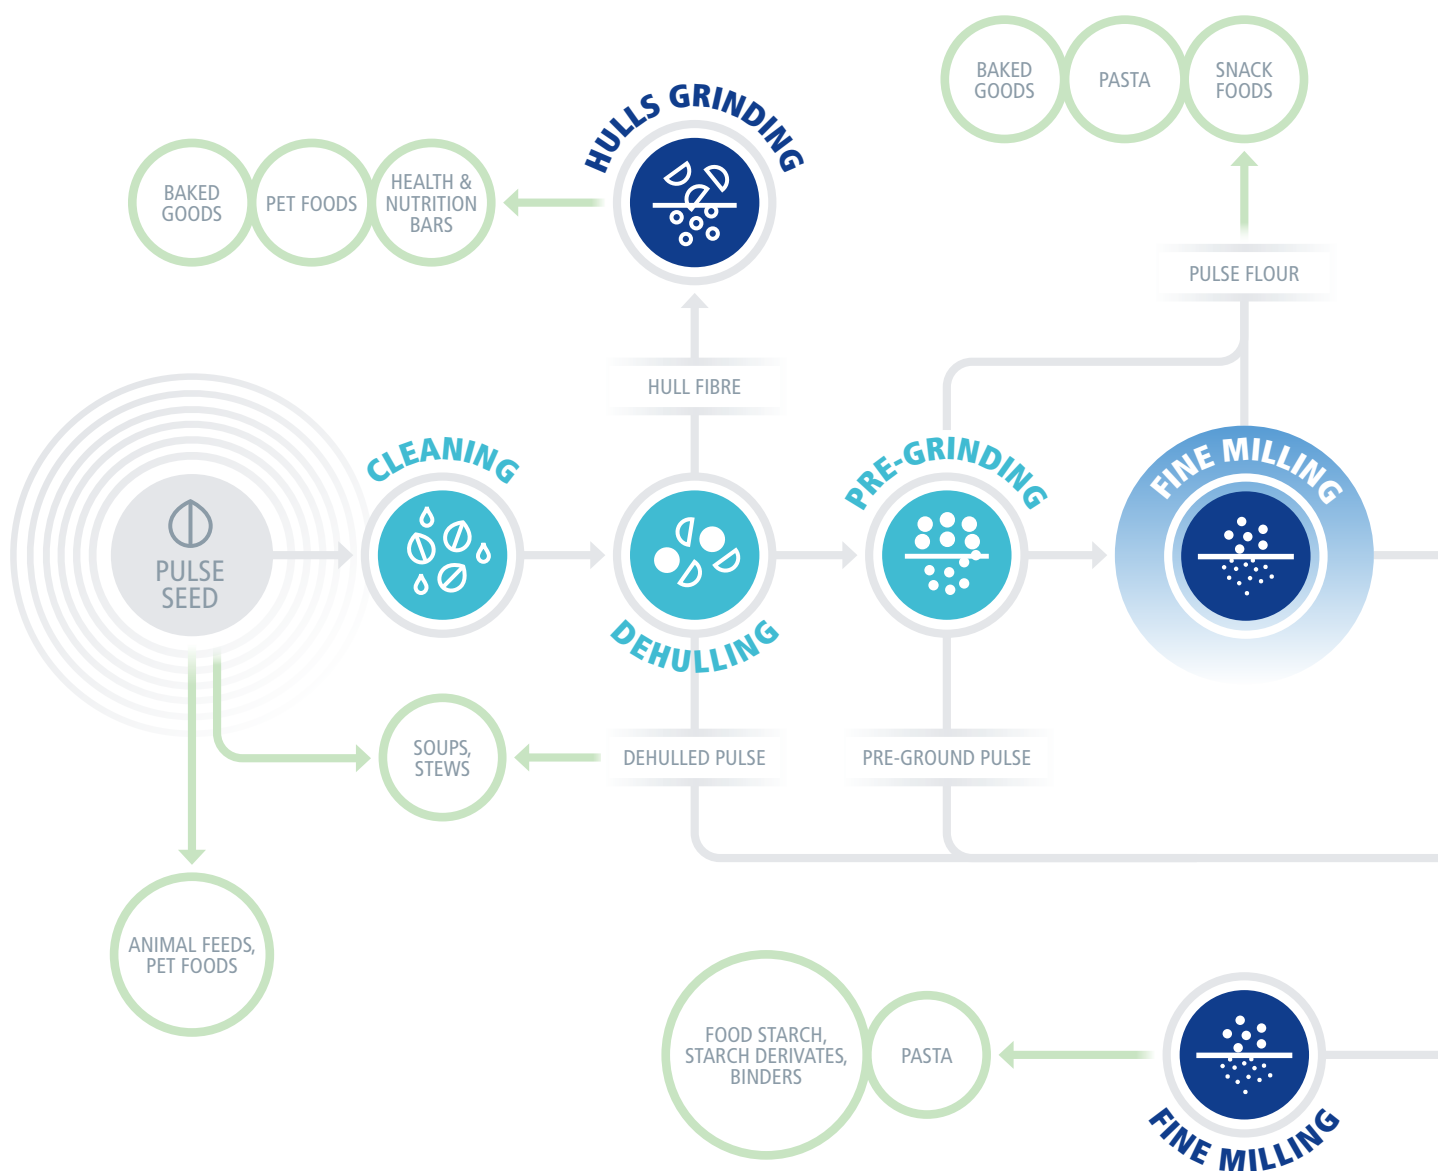 BAKED
GOODS
PASTA
SNACK
FOODS
HULLS GRINDING
BAKED
GOODS
PET FOODS
HEALTH &
NUTRITION
BARS
PULSE FLOUR
HULL FIBRE
CLEANING
PRE-GRINDING
FINE MILLING
PULSE
SEED
DEHULLING
SOUPS,
STEWS
DEHULLED PULSE
PRE-GROUND PULSE
ANIMAL FEEDS,
PET FOODS
FOOD STARCH,
STARCH DERIVATES,
BINDERS
PASTA
FINE MILLING